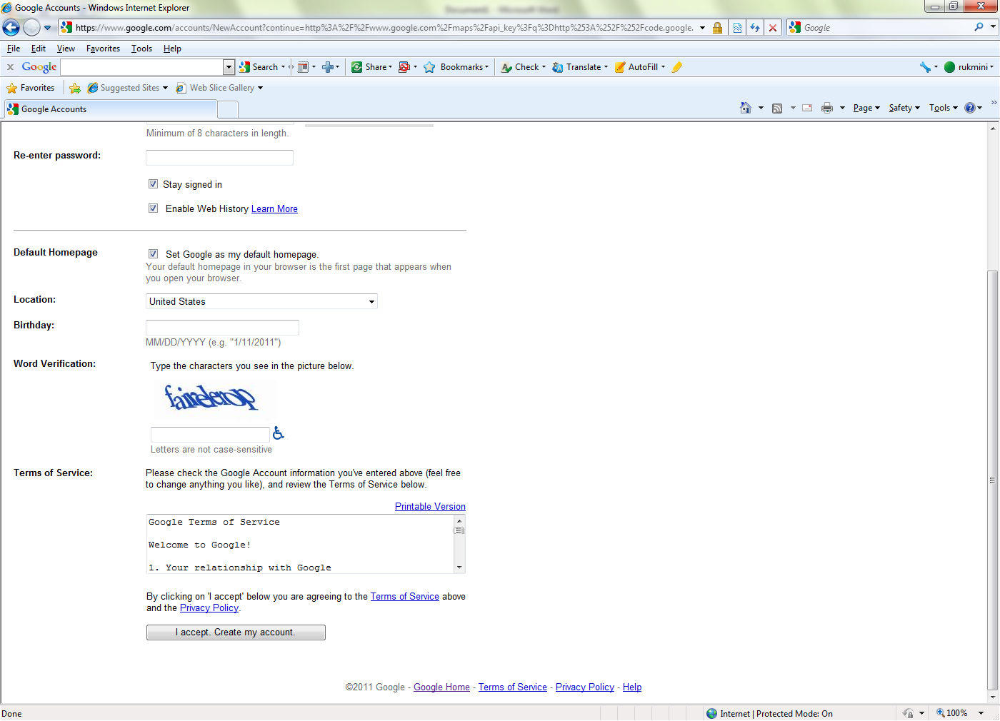 Google Accounts - Windows Internet Explorer
https://www.google.com/accounts/NewAccount?continue=http%3A%2F%2Fwww.google.com%2Fmaps%2Fapi_key%3Fq%3Dhttp%253A%252F%252Fcode.google. Google
File Edit View Favorites Tools Help
x Google Search Share Bookmarks Check Translate AutoFill rukmini
Favorites Suggested Sites Web Slice Gallery
Google Accounts Page Safety Tools
Minimum of 8 characters in length.
Re-enter password:
Stay signed in
Enable Web History Learn More
Default Homepage Set Google as my default homepage.
Your default homepage in your browser is the first page that appears when
you open your browser.
Location: United States
Birthday:
MM/DD/YYYY (e.g. "1/11/2011")
Word Verification: Type the characters you see in the picture below.
Letters are not case-sensitive
Terms of Service: Please check the Google Account information you've entered above (feel free
to change anything you like), and review the Terms of Service below.
Printable Version
Google Terms of Service
Welcome to Google!
1. Your relationship with Google
By clicking on 'I accept' below you are agreeing to the Terms of Service above
and the Privacy Policy.
I accept. Create my account.
©2011 Google - Google Home - Terms of Service - Privacy Policy - Help
Done Internet | Protected Mode: On 100%